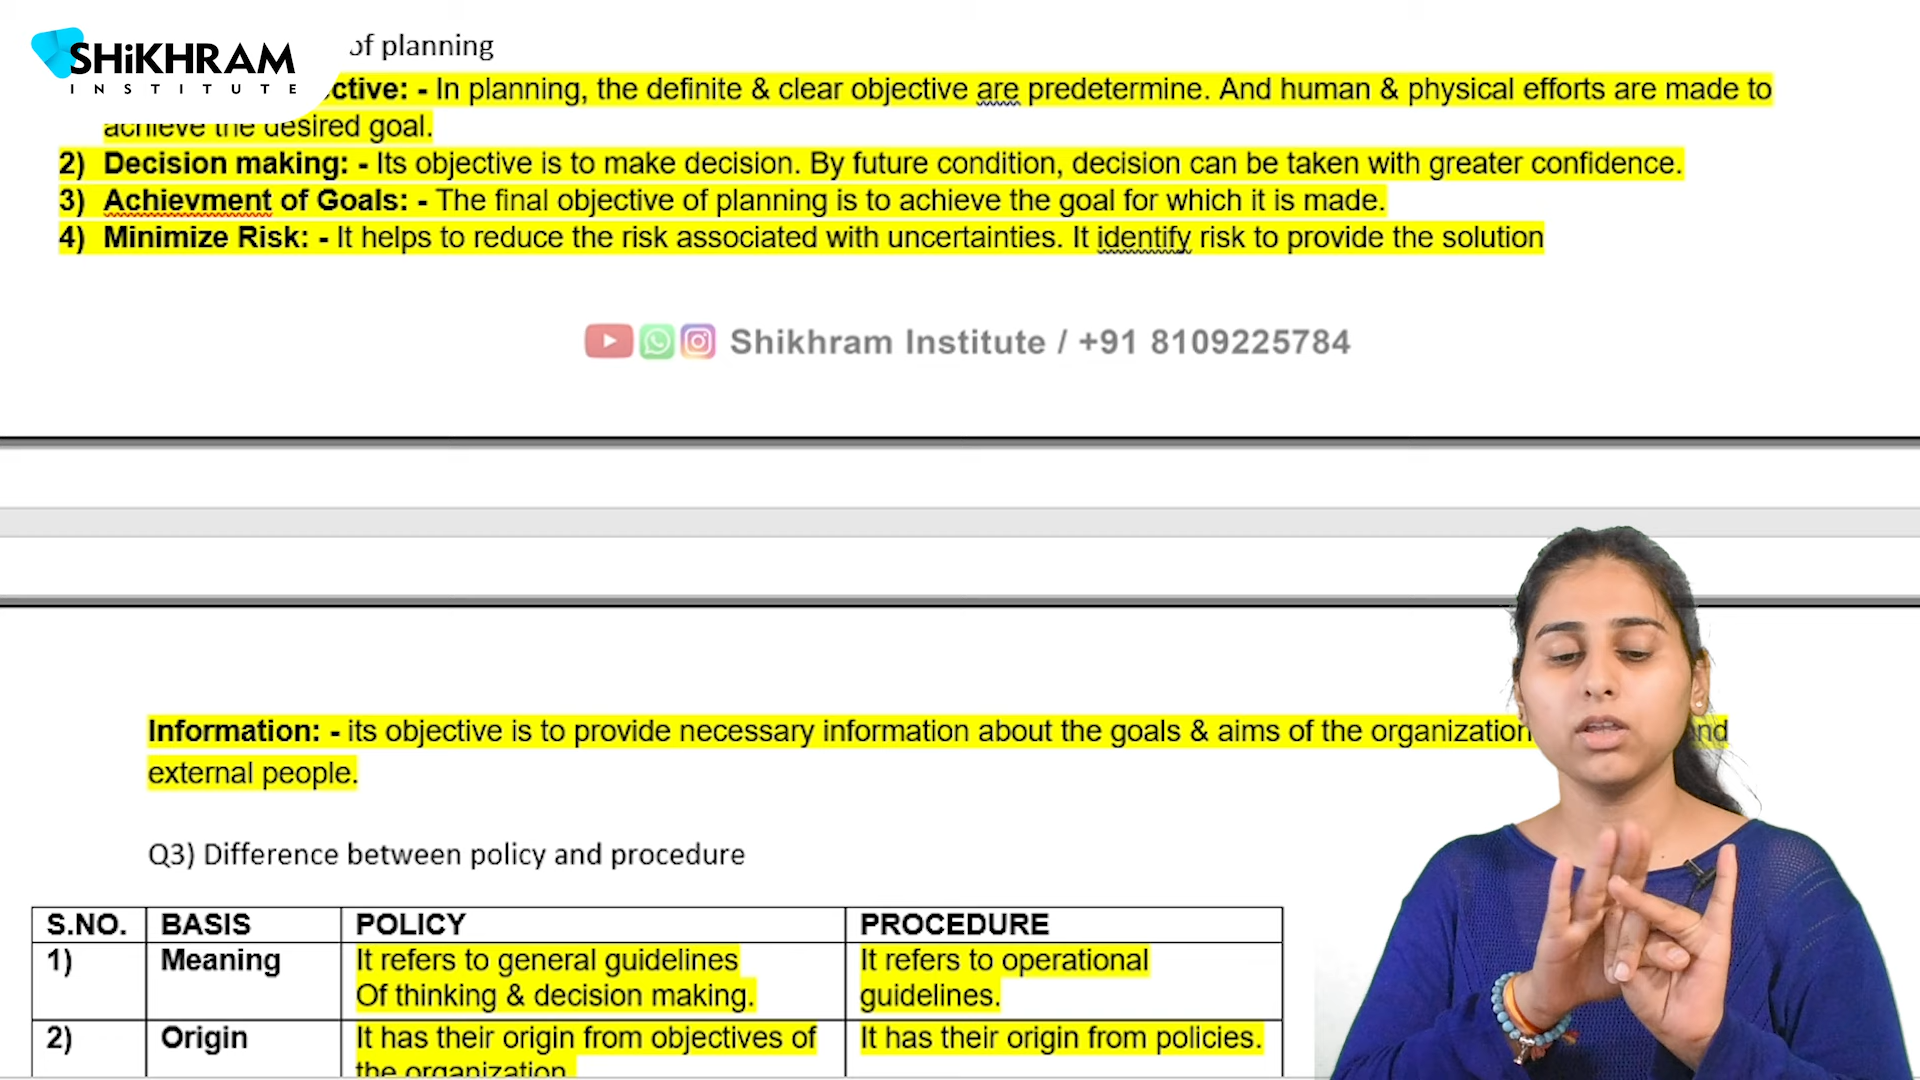 SHiKHRAM
INSTITUTE
of planning
ctive: - In planning, the definite & clear objective are predetermine. And human & physical efforts are made to
achieve the desired goal.
2) Decision making: - Its objective is to make decision. By future condition, decision can be taken with greater confidence.
3) Achievment of Goals: - The final objective of planning is to achieve the goal for which it is made.
4) Minimize Risk: - It helps to reduce the risk associated with uncertainties. It identify risk to provide the solution
Shikhram Institute / +91 8109225784
Information: - its objective is to provide necessary information about the goals & aims of the organization nd
external people.
Q3) Difference between policy and procedure
S.NO. BASIS POLICY PROCEDURE
1) Meaning It refers to general guidelines It refers to operational
Of thinking & decision making. guidelines.
2) Origin It has their origin from objectives of It has their origin from policies.
the organization.